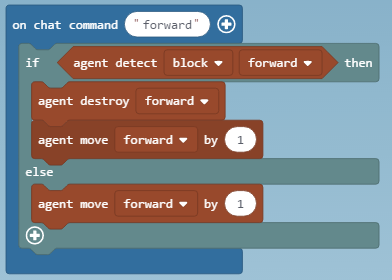 on chat command "forward"
if agent detect block forward then
agent destroy forward
agent move forward by 1
else
agent move forward by 1